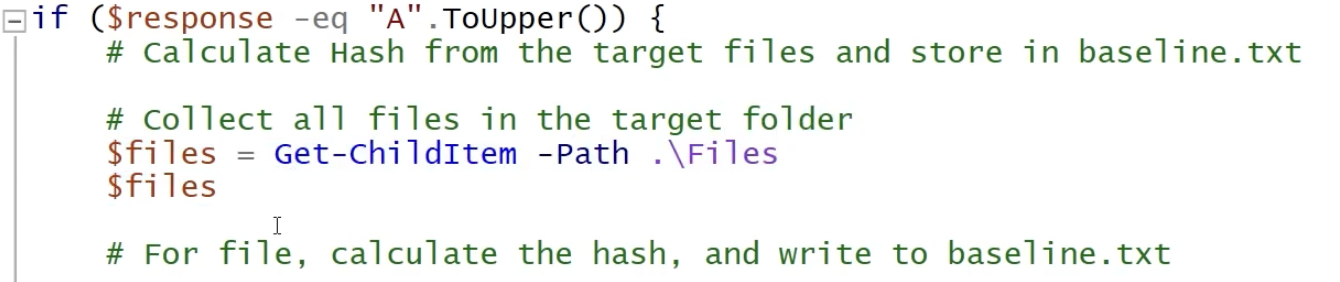 if ($response -eq "A".ToUpper()) {
# Calculate Hash from the target files and store in baseline.txt
# Collect all files in the target folder
$files = Get-ChildItem -Path .\Files
$files
# For file, calculate the hash, and write to baseline.txt